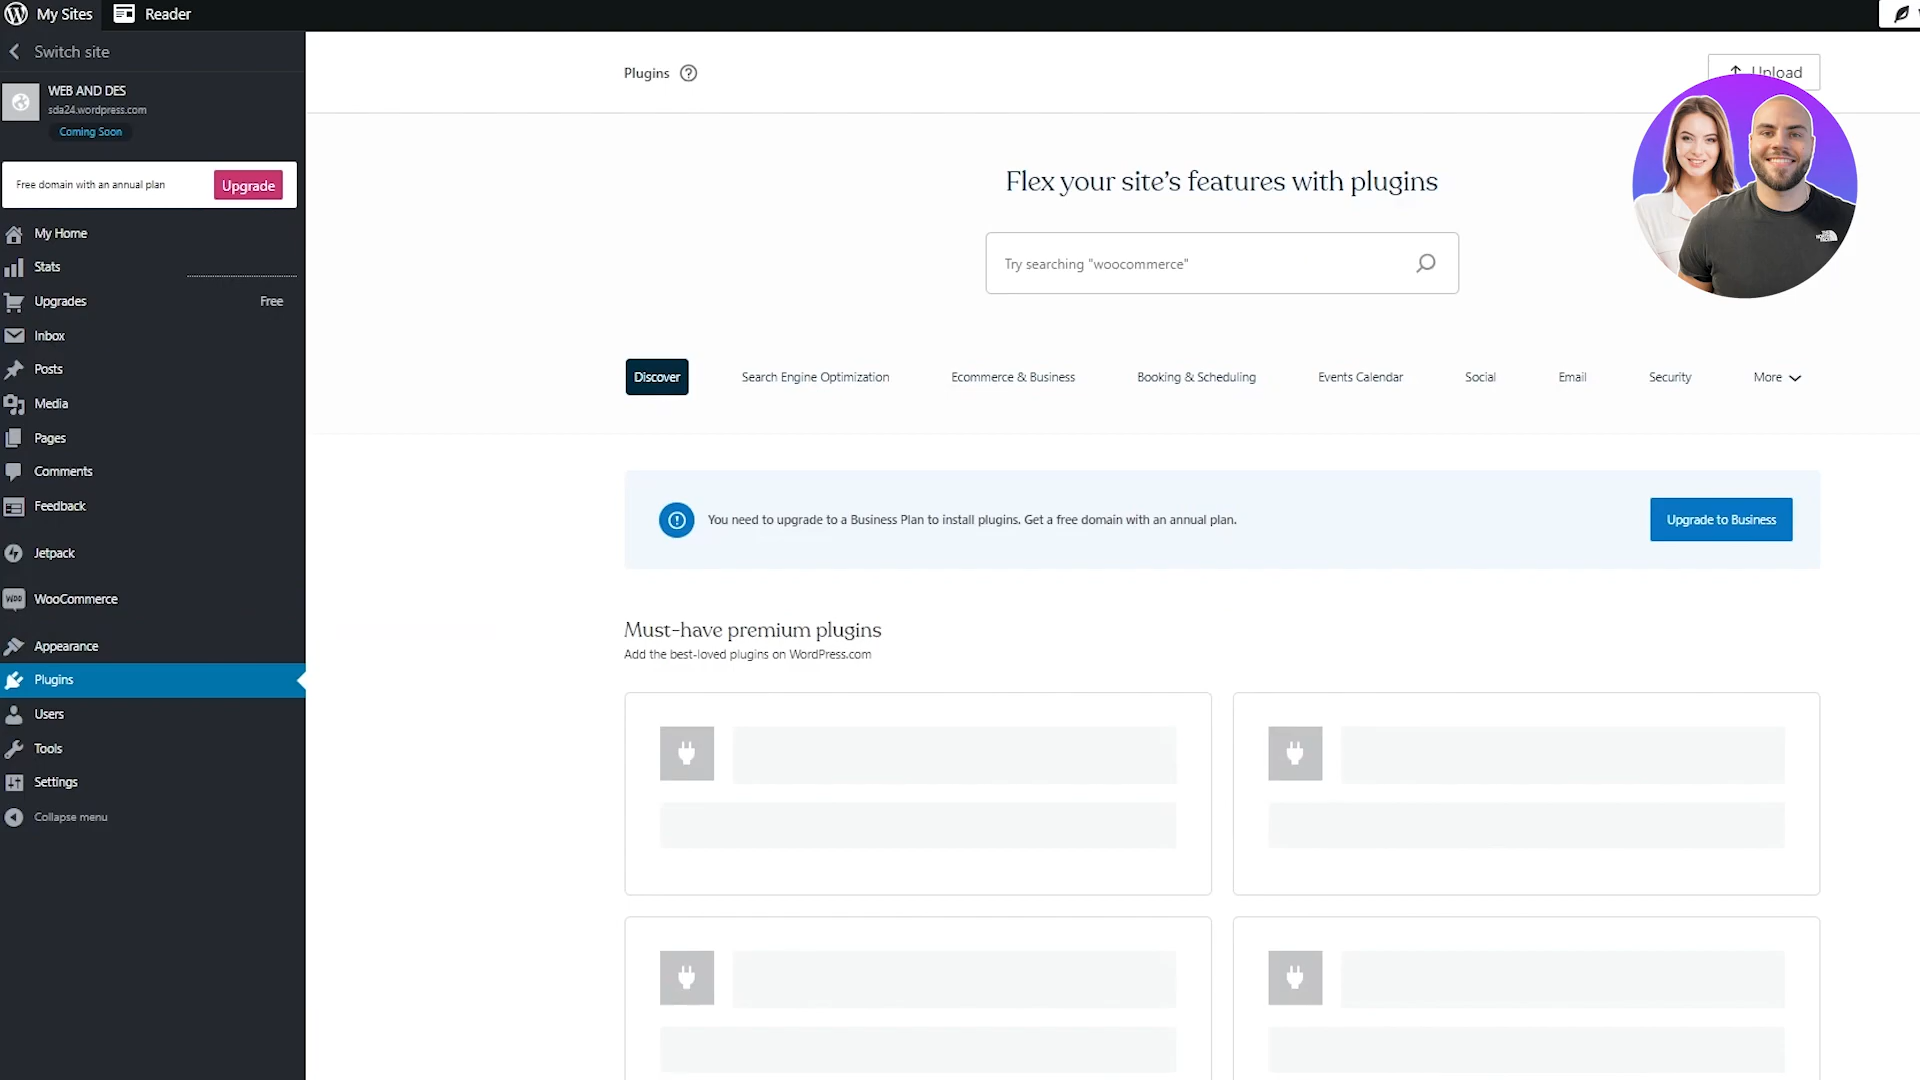 My Sites
Reader
Switch site
WEB AND DES
sda24.wordpress.com
Coming Soon
Free domain with an annual plan
Upgrade
My Home
Stats
Upgrades
Free
Inbox
Posts
Media
Pages
Comments
Feedback
Jetpack
WooCommerce
Appearance
Plugins
Users
Tools
Settings
Collapse menu
Plugins
Upload
Flex your site's features with plugins
Try searching "woocommerce"
Discover
Search Engine Optimization
Ecommerce & Business
Booking & Scheduling
Events Calendar
Social
Email
Security
More
You need to upgrade to a Business Plan to install plugins. Get a free domain with an annual plan.
Upgrade to Business
Must-have premium plugins
Add the best-loved plugins on WordPress.com